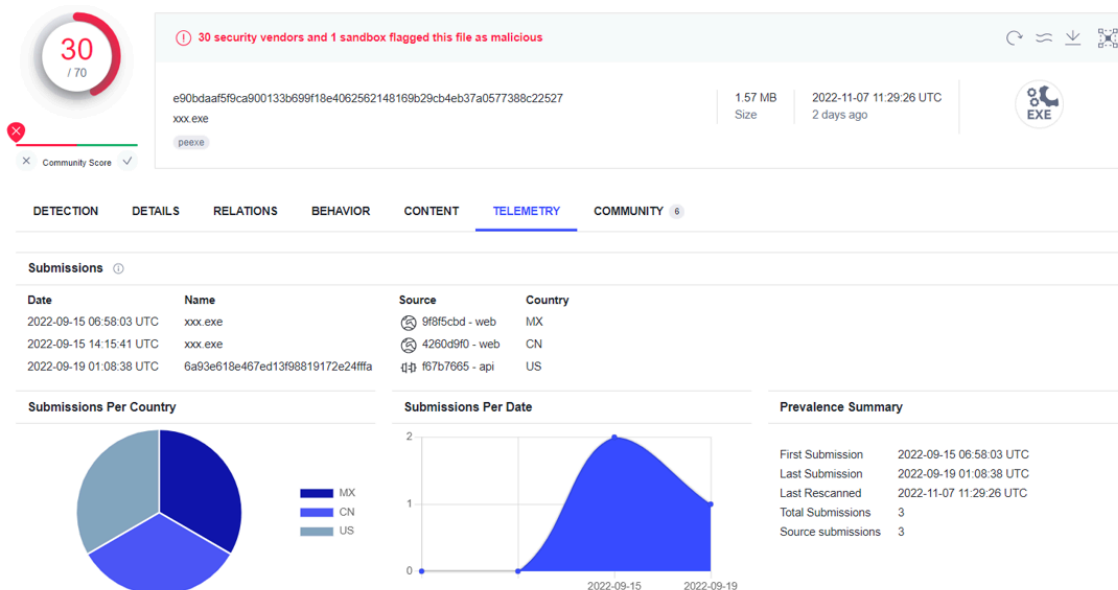 30
/ 70
Community Score
30 security vendors and 1 sandbox flagged this file as malicious
e90bdaaf5f9ca900133b699f18e4062562148169b29cb4eb37a0577388c22527
xxx.exe
peexe
1.57 MB
Size
2022-11-07 11:29:26 UTC
2 days ago
EXE
DETECTION DETAILS RELATIONS BEHAVIOR CONTENT TELEMETRY COMMUNITY 6
Submissions
Date Name Source Country
2022-09-15 06:58:03 UTC xxx.exe 9f8f5cbd - web MX
2022-09-15 14:15:41 UTC xxx.exe 4260d9f0 - web CN
2022-09-19 01:08:38 UTC 6a93e618e467ed13f98819172e24fffa f67b7665 - api US
Submissions Per Country
MX
CN
US
Submissions Per Date
2
1
0
2022-09-15 2022-09-19
Prevalence Summary
First Submission 2022-09-15 06:58:03 UTC
Last Submission 2022-09-19 01:08:38 UTC
Last Rescanned 2022-11-07 11:29:26 UTC
Total Submissions 3
Source submissions 3